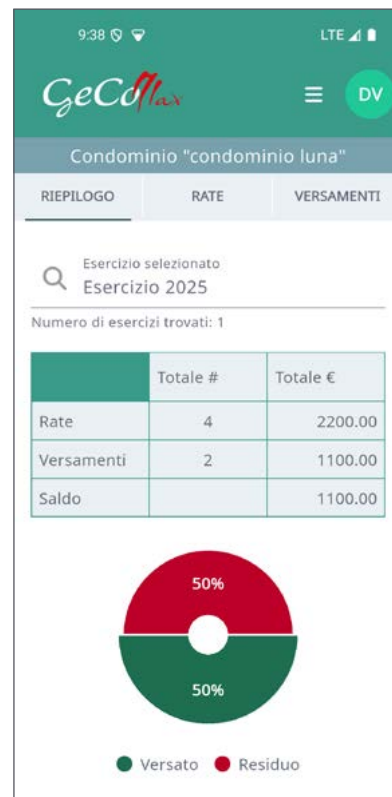 9:38 LTE
GeCoMax DV
Condominio "condominio luna"
RIEPILOGO RATE VERSAMENTI
Esercizio selezionato
Esercizio 2025
Numero di esercizi trovati: 1
Totale # Totale €
Rate 4 2200.00
Versamenti 2 1100.00
Saldo 1100.00
50%
50%
Versato Residuo